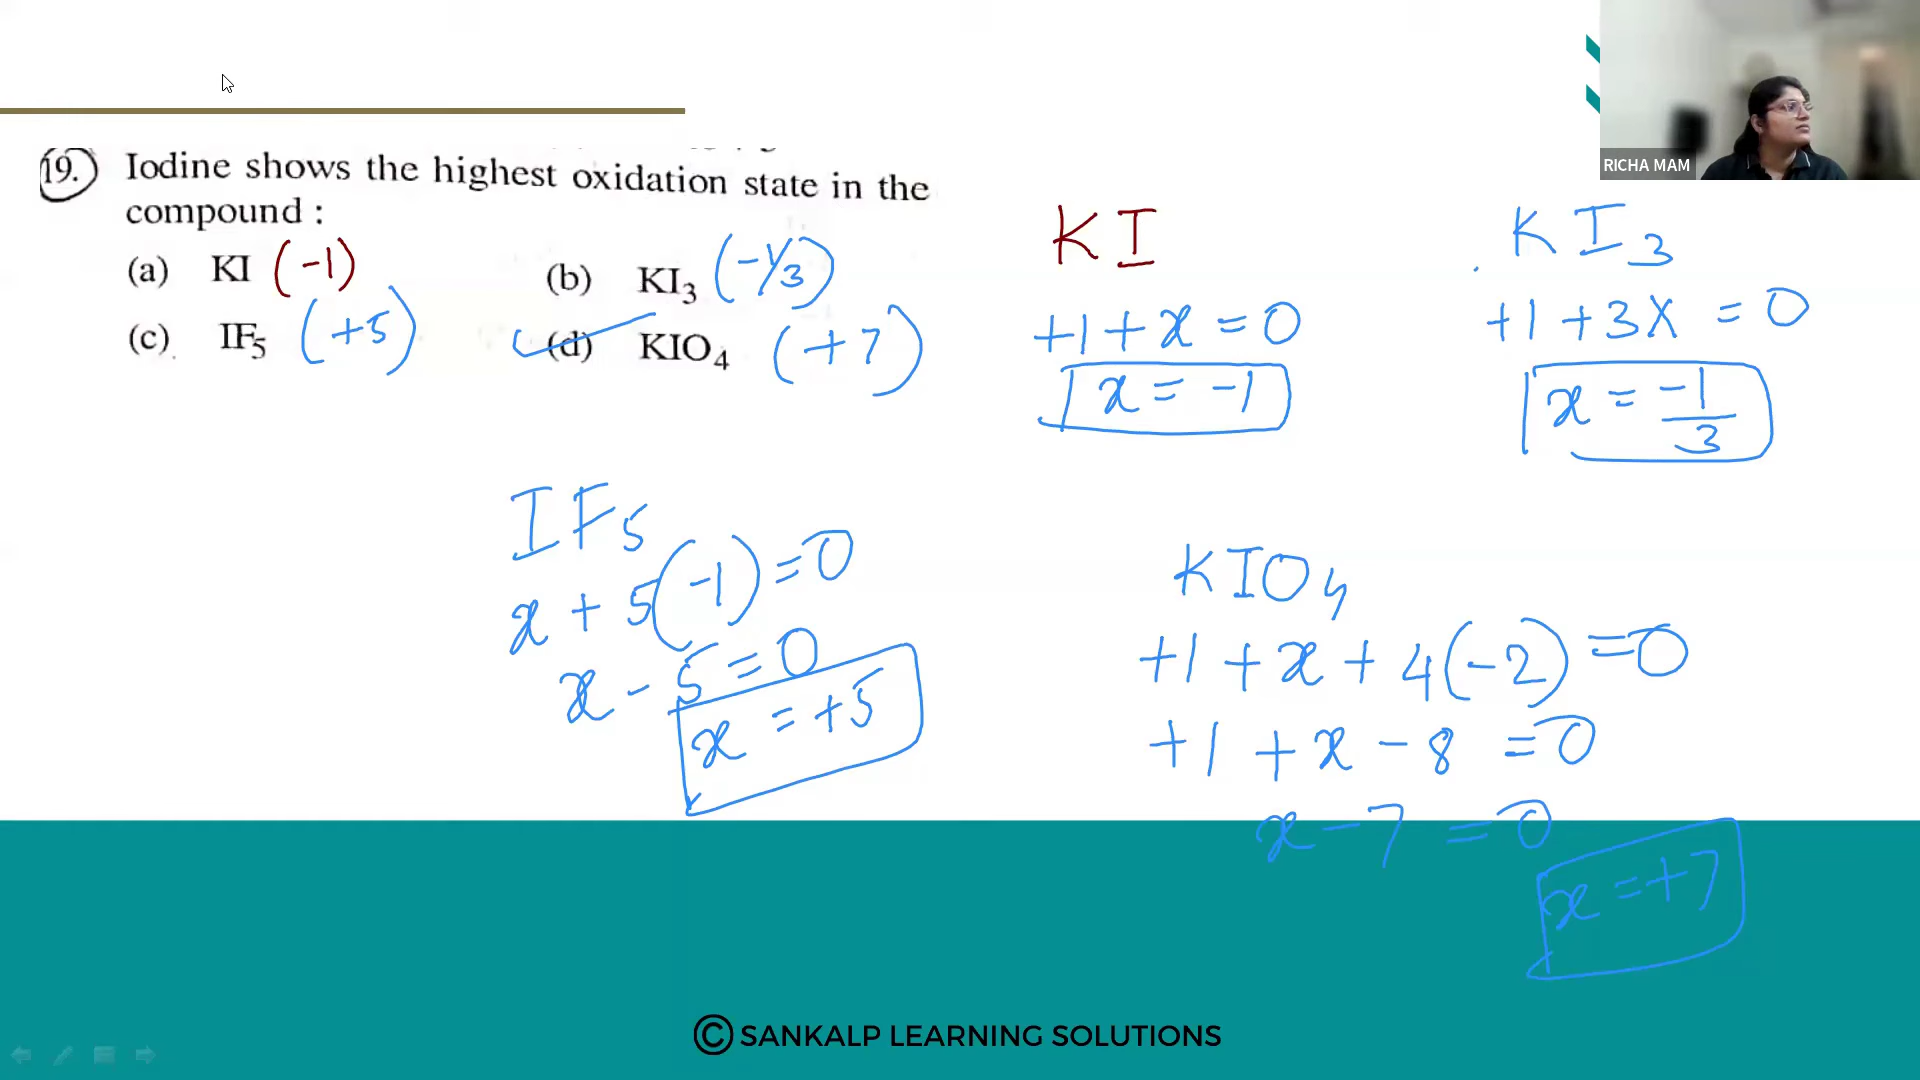 RICHA MAM
19. Iodine shows the highest oxidation state in the
compound :
(a) KI (-1) (b) KI₃ (-1/3)
(c) IF₅ (+5) (d) KIO₄ (+7)
KI
+1 + x = 0
x = -1
KI₃
+1 + 3x = 0
x = -1/3
IF₅
x + 5(-1) = 0
x - 5 = 0
x = +5
KIO₄
+1 + x + 4(-2) = 0
+1 + x - 8 = 0
x - 7 = 0
x = +7
© SANKALP LEARNING SOLUTIONS